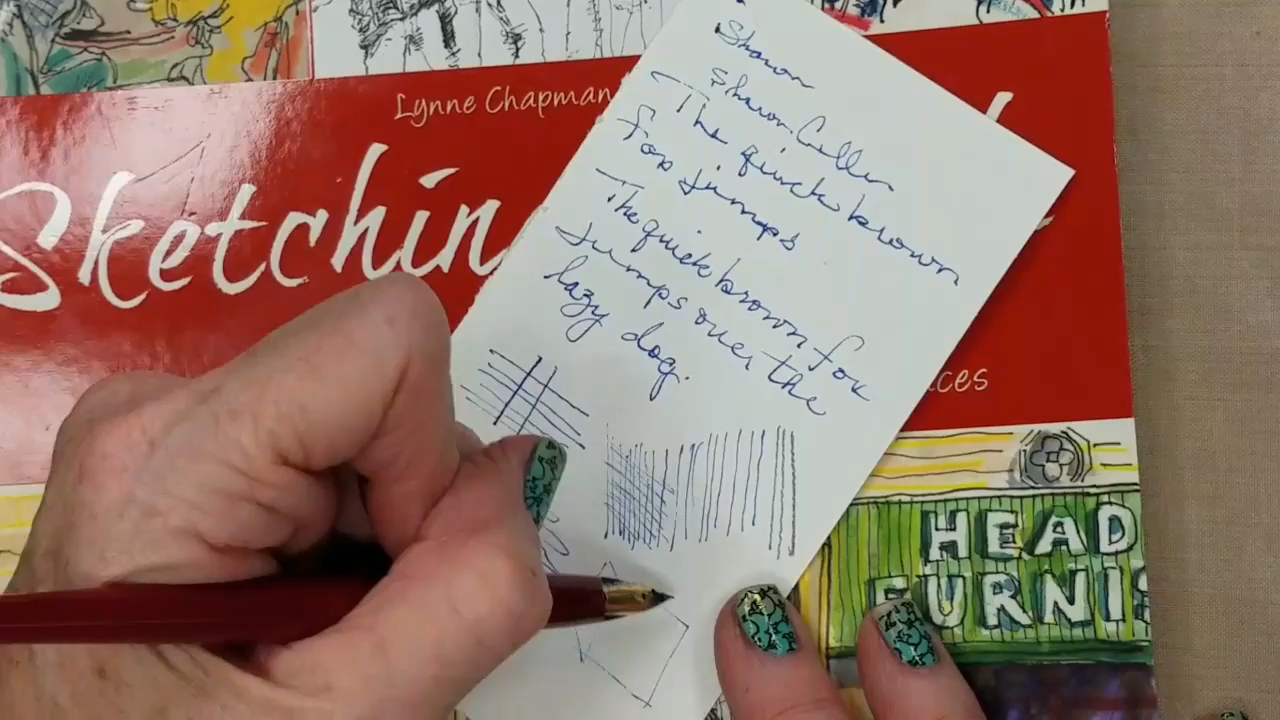 Lynne Chapman
Sketchin
aces
HEAD
FURNIS
Sharon
Sharon
The quick brown
fox jumps
The quick brown fox
jumps over the
lazy dog.